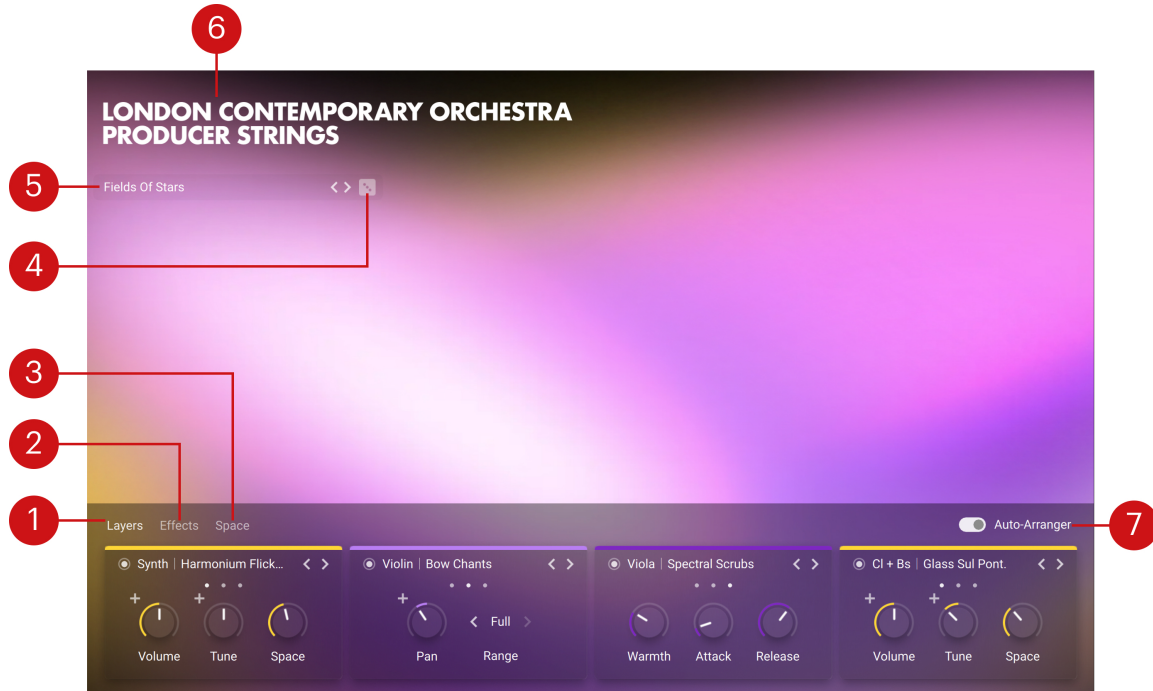 6
LONDON CONTEMPORARY ORCHESTRA
PRODUCER STRINGS
5
Fields Of Stars
4
3
2
1
Layers Effects Space
Auto-Arranger
7
Synth | Harmonium Flick...
Violin | Bow Chants
Viola | Spectral Scrubs
Cl + Bs | Glass Sul Pont.
Full
Volume Tune Space
Pan Range
Warmth Attack Release
Volume Tune Space